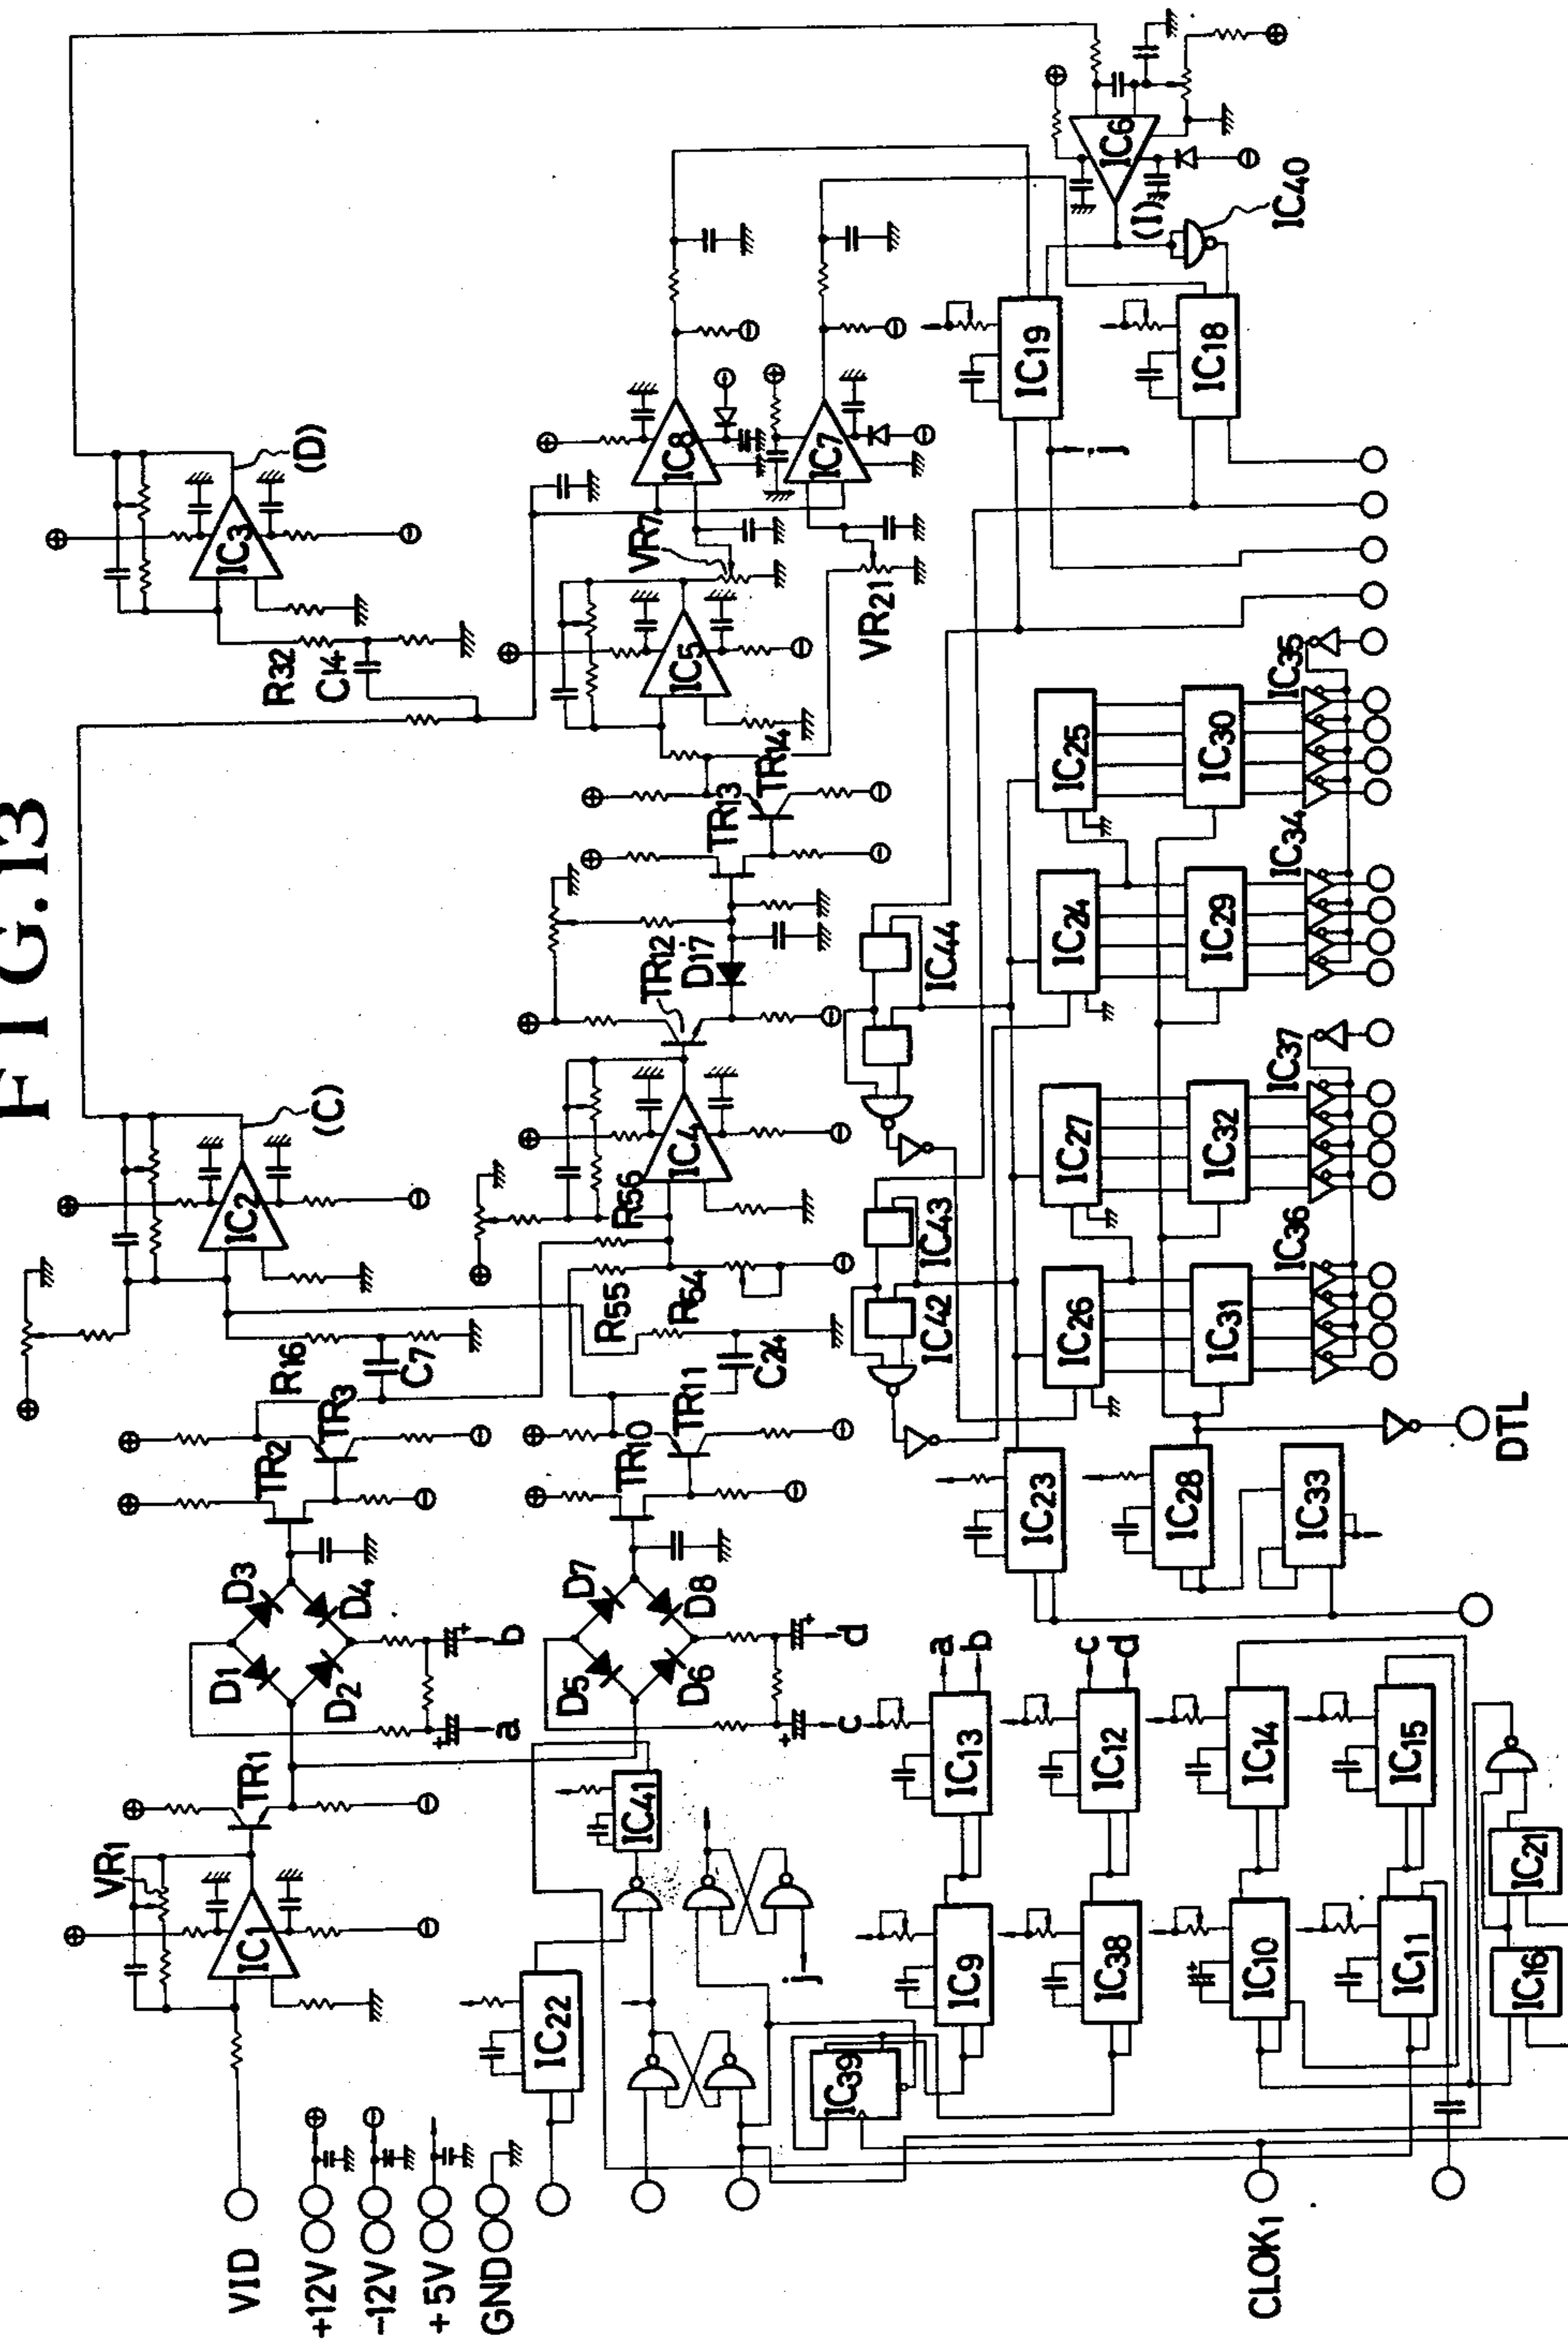 FIG.13
IC3
(D)
IC2
(C)
R32
C14
R16
C7
TR2
TR3
D1
D3
D2
D4
a
b
VR1
IC1
TR1
VID
+12V
-12V
+5V
GND
IC8
IC7
VR7
VR21
IC5
TR13
TR14
TR12
D17
IC4
R56
R55
R54
C24
TR10
TR11
D5
D7
D6
D8
c
d
IC41
IC22
j
IC39
IC6
(I)
IC40
IC19
IC18
j
IC44
IC43
IC42
IC25
IC24
IC27
IC26
IC23
IC30
IC29
IC32
IC31
IC28
IC33
IC35
IC34
IC37
IC36
DTL
a
b
c
d
IC13
IC12
IC14
IC15
IC9
IC38
IC10
IC11
IC21
IC16
CLOK1